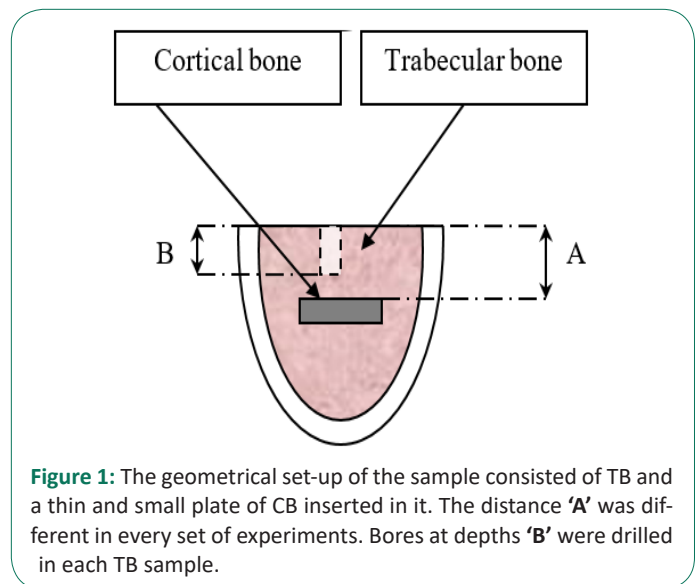 Cortical bone
Trabecular bone
B
A
Figure 1: The geometrical set-up of the sample consisted of TB and
a thin and small plate of CB inserted in it. The distance ‘A’ was dif-
ferent in every set of experiments. Bores at depths ‘B’ were drilled
in each TB sample.